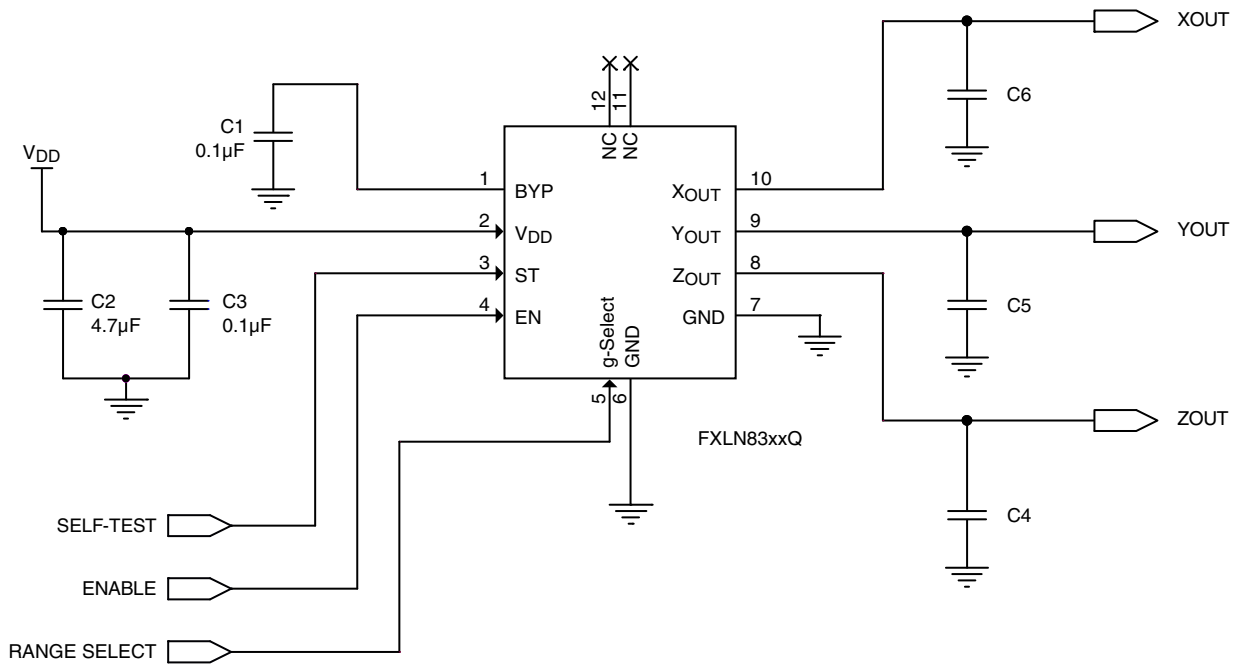 XOUT
C6
12
11
NC
NC
C1
0.1µF
VDD
1
BYP
XOUT
10
2
VDD
YOUT
9
YOUT
3
ST
ZOUT
8
C2
4.7µF
C3
0.1µF
4
EN
GND
7
C5
g-Select
GND
5
6
ZOUT
FXLN83xxQ
SELF-TEST
C4
ENABLE
RANGE SELECT